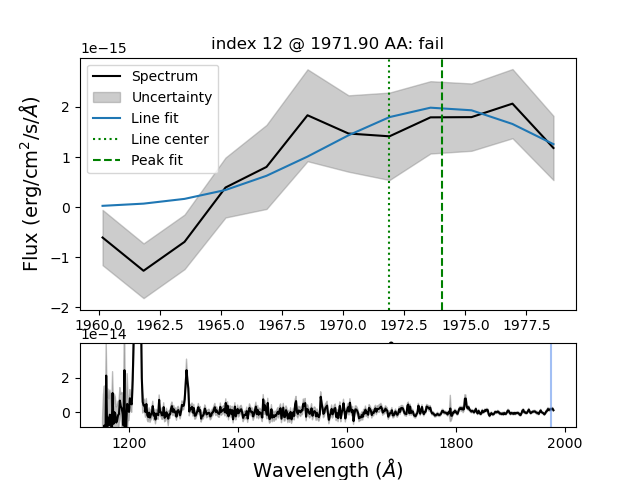 index 12 @ 1971.90 AA: fail
1e−15
Spectrum
Uncertainty
Line fit
Line center
Peak fit
Flux (erg/cm²/s/Å)
2
1
0
−1
−2
1960.0 1962.5 1965.0 1967.5 1970.0 1972.5 1975.0 1977.5
1e−14
2
0
1200 1400 1600 1800 2000
Wavelength (Å)